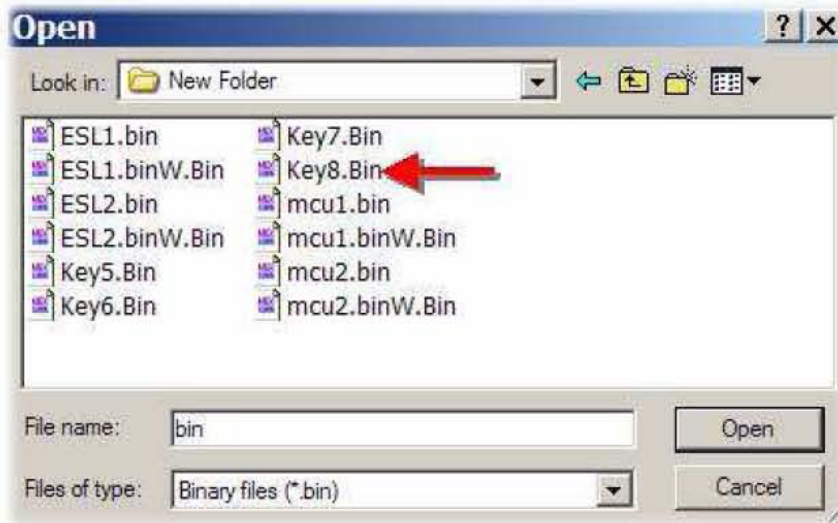 Open
Look in: New Folder
ESL1.bin
ESL1.binW.Bin
ESL2.bin
ESL2.binW.Bin
Key5.Bin
Key6.Bin
Key7.Bin
Key8.Bin
mcu1.bin
mcu1.binW.Bin
mcu2.bin
mcu2.binW.Bin
File name: bin
Open
Files of type: Binary files (*.bin)
Cancel